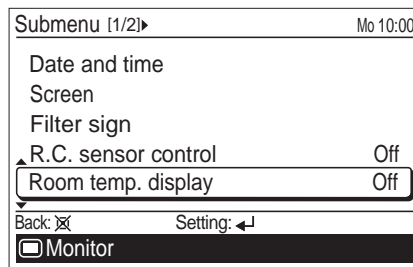 Submenu [1/2] Mo 10:00
Date and time
Screen
Filter sign
R.C. sensor control Off
Room temp. display Off
Back: Setting:
Monitor